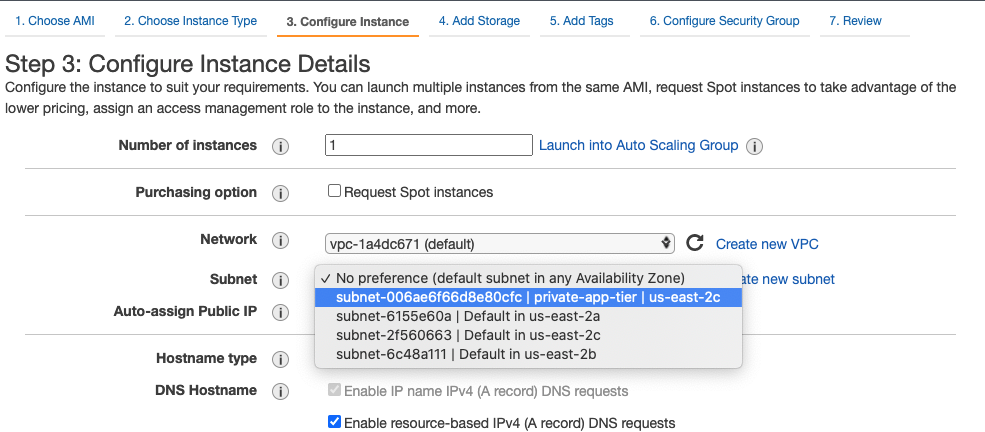 1. Choose AMI 2. Choose Instance Type 3. Configure Instance 4. Add Storage 5. Add Tags 6. Configure Security Group 7. Review
Step 3: Configure Instance Details
Configure the instance to suit your requirements. You can launch multiple instances from the same AMI, request Spot instances to take advantage of the
lower pricing, assign an access management role to the instance, and more.
Number of instances i 1 Launch into Auto Scaling Group i
Purchasing option i Request Spot instances
Network i vpc-1a4dc671 (default) Create new VPC
Subnet i ✓ No preference (default subnet in any Availability Zone) ate new subnet
subnet-006ae6f66d8e80cfc | private-app-tier | us-east-2c
Auto-assign Public IP i subnet-6155e60a | Default in us-east-2a
subnet-2f560663 | Default in us-east-2c
subnet-6c48a111 | Default in us-east-2b
Hostname type i
DNS Hostname i Enable IP name IPv4 (A record) DNS requests
Enable resource-based IPv4 (A record) DNS requests